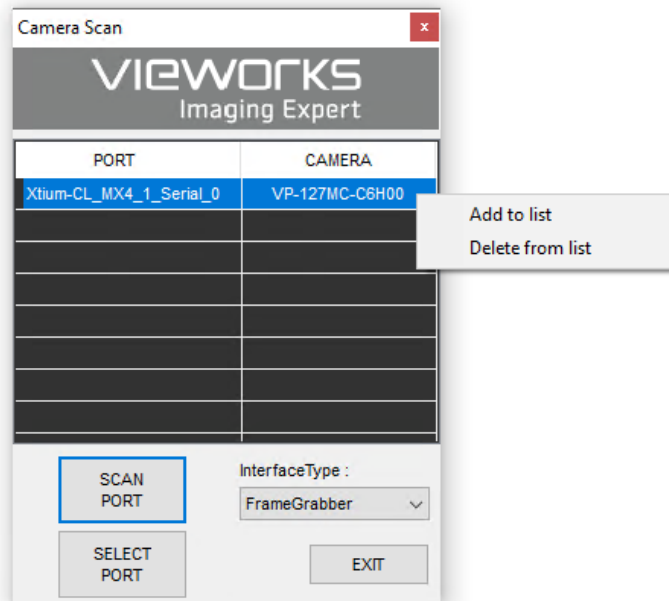 Camera Scan
x
VIEWORKS
Imaging Expert
PORT CAMERA
Xtium-CL_MX4_1_Serial_0 VP-127MC-C6H00
Add to list
Delete from list
SCAN
PORT
InterfaceType :
FrameGrabber
SELECT
PORT
EXIT